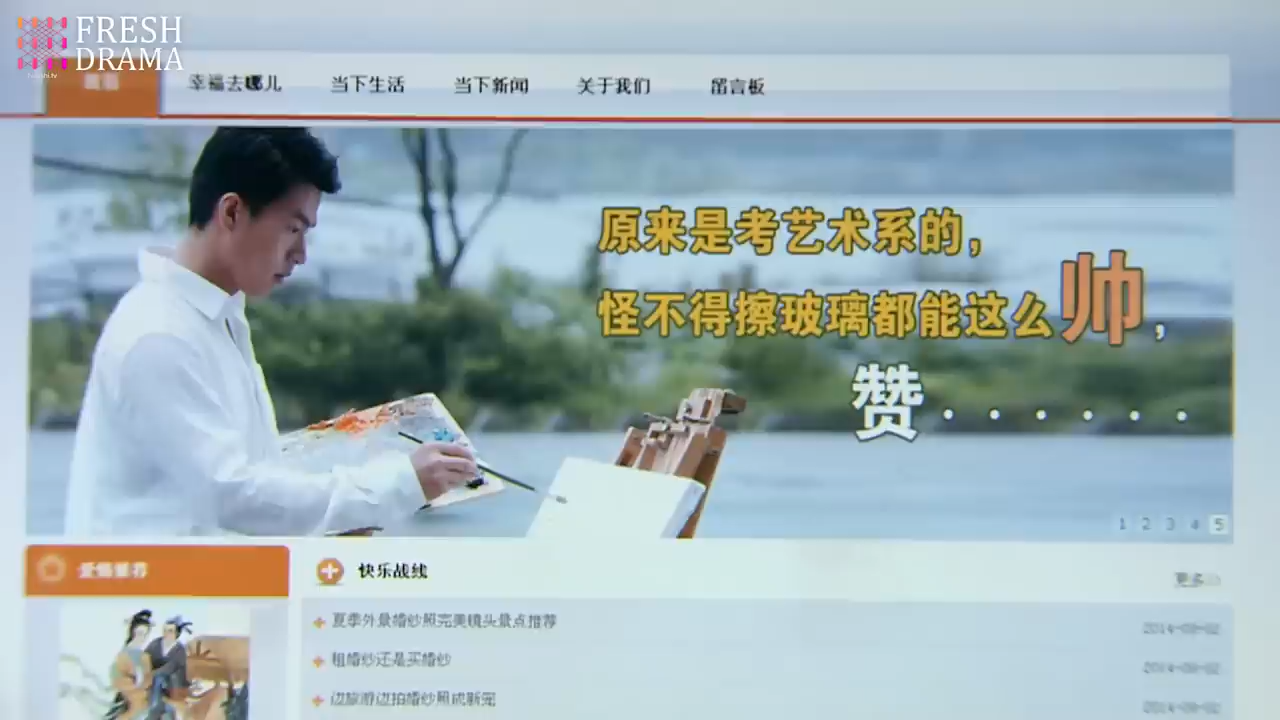 FRESH
DRAMA
首页
幸福去哪儿
当下生活
当下新闻
关于我们
留言板
原来是考艺术系的，
怪不得擦玻璃都能这么帅，
赞······
1 2 3 4 5
快乐战线
更多
夏季外景婚纱照完美镜头景点推荐
租婚纱还是买婚纱
边旅游边拍婚纱照成新宠